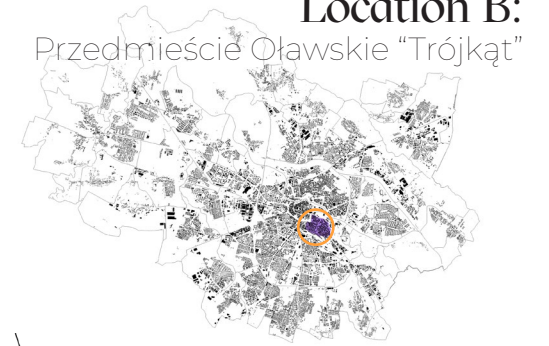 Location B:
Przedmieście Oławskie “Trójkąt”
\